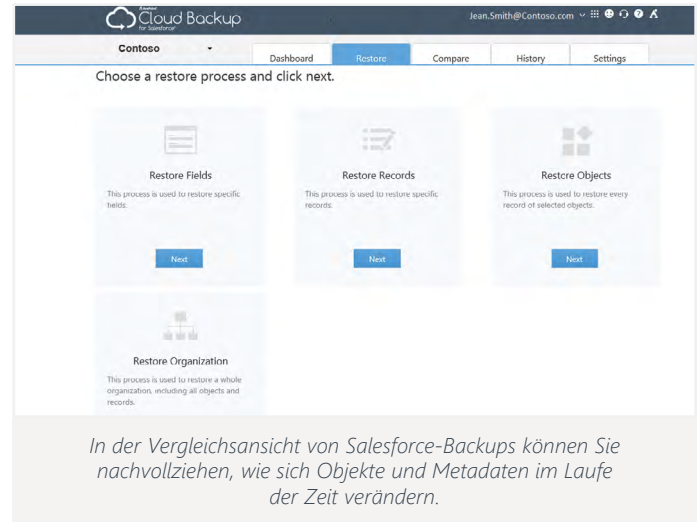 Cloud Backup
for Salesforce
Jean.Smith@Contoso.com
Contoso
Dashboard
Restore
Compare
History
Settings
Choose a restore process and click next.
Restore Fields
This process is used to restore specific
fields.
Next
Restore Records
This process is used to restore specific
records.
Next
Restore Objects
This process is used to restore every
record of selected objects.
Next
Restore Organization
This process is used to restore a whole
organization, including all objects and
records.
In der Vergleichsansicht von Salesforce-Backups können Sie
nachvollziehen, wie sich Objekte und Metadaten im Laufe
der Zeit verändern.